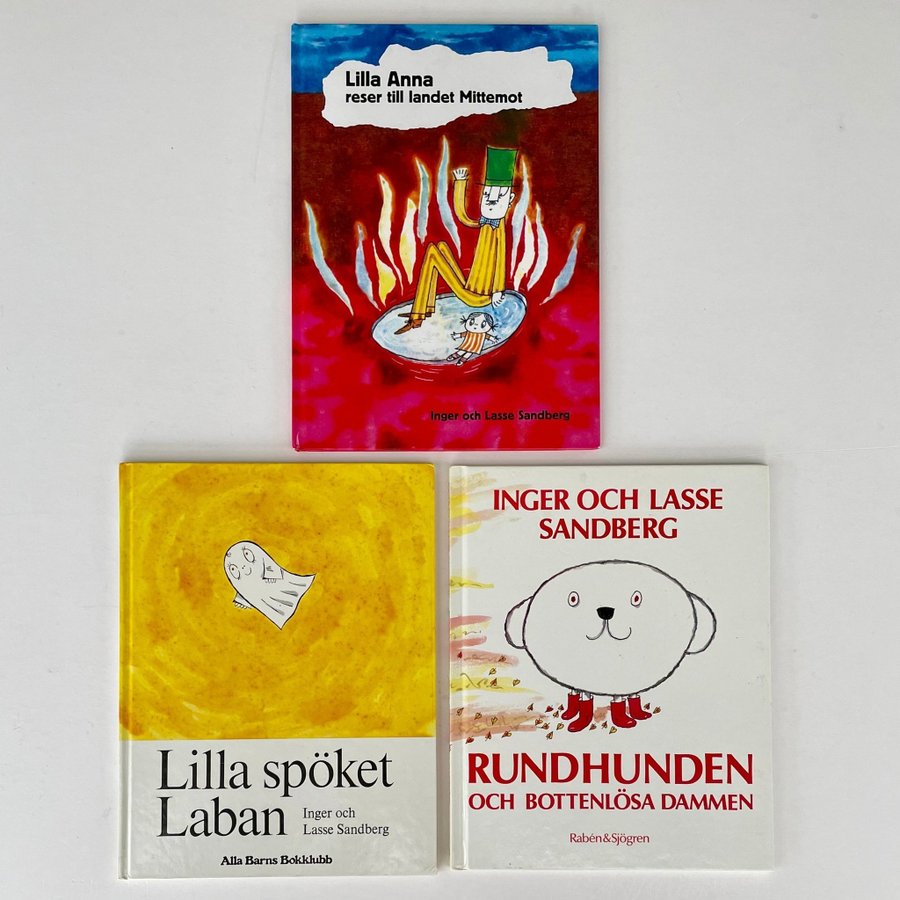 Lilla Anna
reser till landet Mittemot
Inger och Lasse Sandberg
Lilla spöket
Laban
Inger och
Lasse Sandberg
Alla Barns Bokklubb
INGER OCH LASSE
SANDBERG
RUNDHUNDEN
OCH BOTTENLÖSA DAMMEN
Rabén&Sjögren